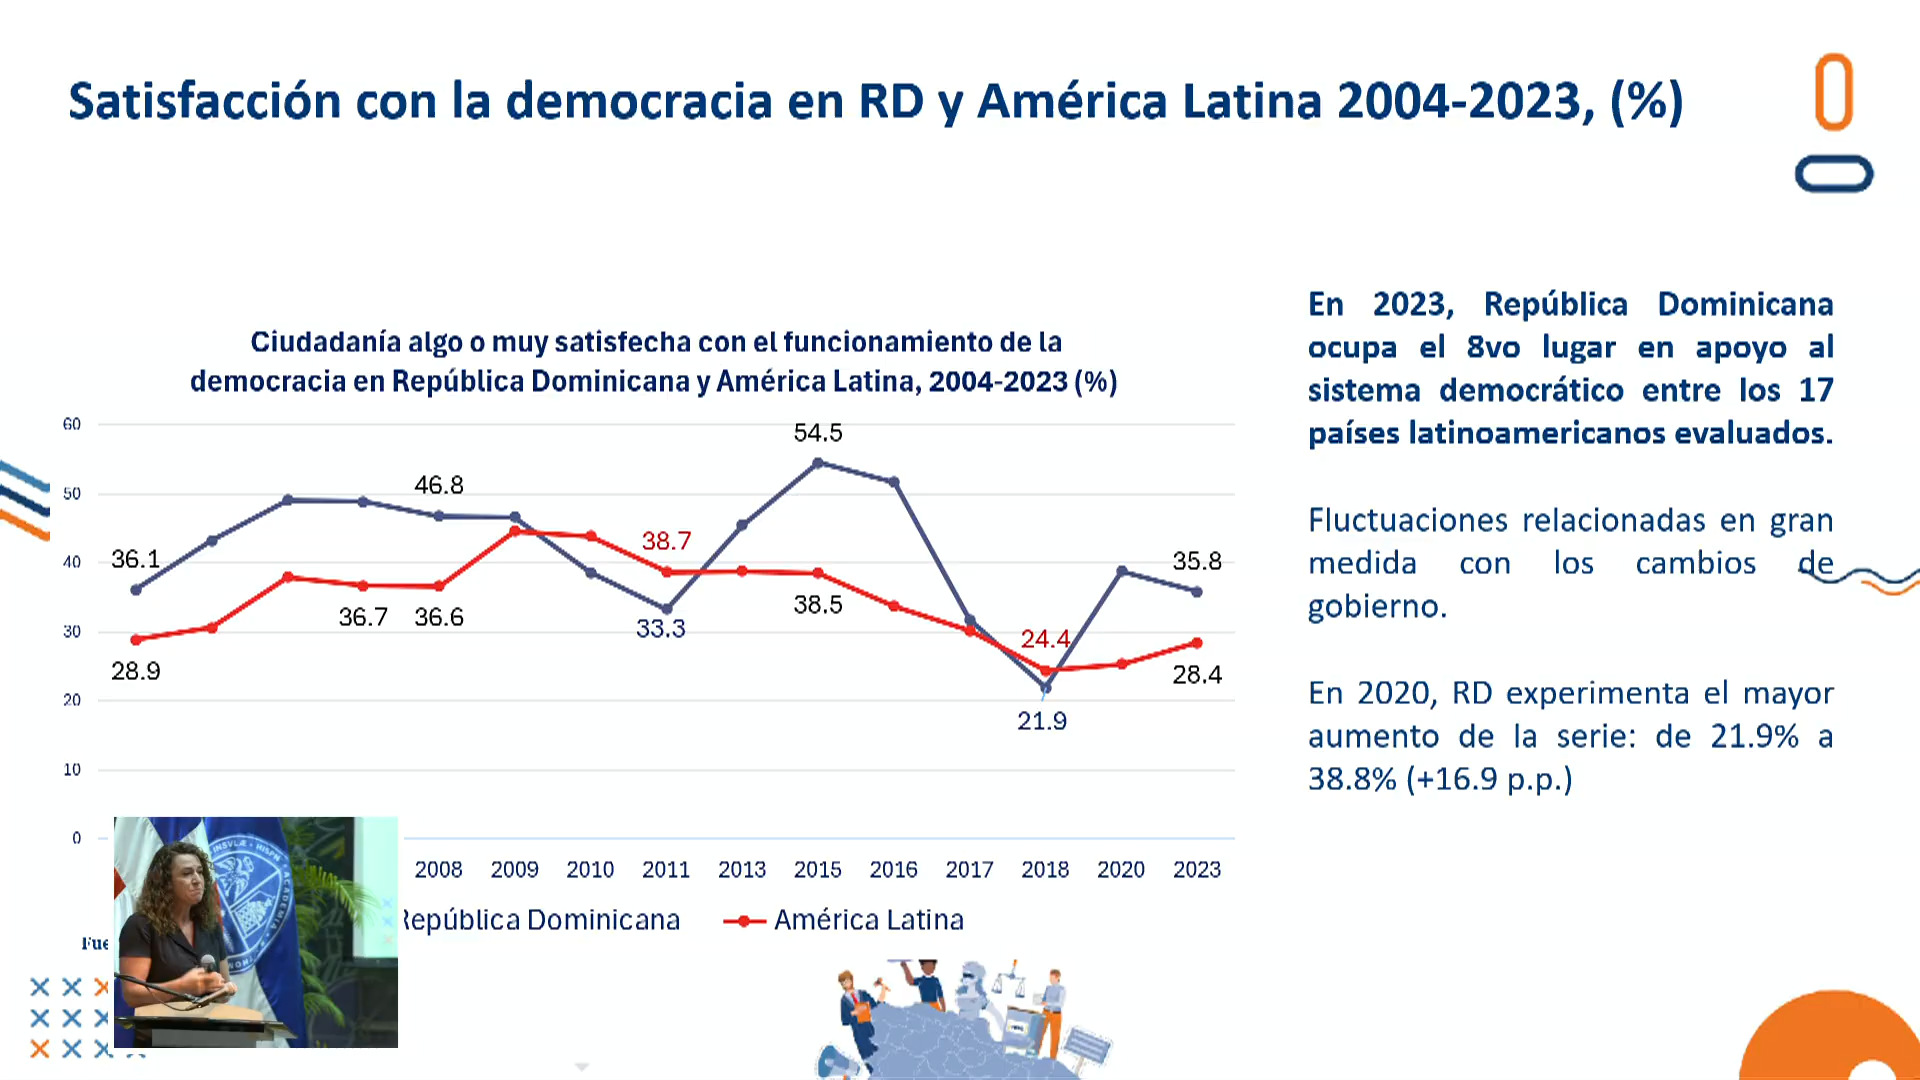 Satisfacción con la democracia en RD y América Latina 2004-2023, (%)
Ciudadanía algo o muy satisfecha con el funcionamiento de la
democracia en República Dominicana y América Latina, 2004-2023 (%)
60
50
40
30
20
10
0
36.1
46.8
33.3
54.5
21.9
35.8
28.9
36.7
36.6
38.7
38.5
24.4
28.4
2008 2009 2010 2011 2013 2015 2016 2017 2018 2020 2023
República Dominicana América Latina
Fue
En 2023, República Dominicana
ocupa el 8vo lugar en apoyo al
sistema democrático entre los 17
países latinoamericanos evaluados.
Fluctuaciones relacionadas en gran
medida con los cambios de
gobierno.
En 2020, RD experimenta el mayor
aumento de la serie: de 21.9% a
38.8% (+16.9 p.p.)
INSVLÆ · HISPN
ACADEMIA